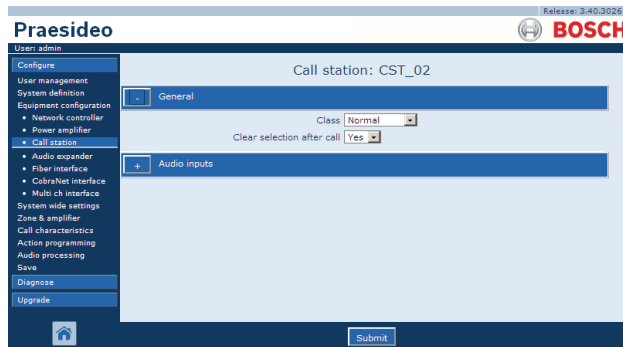 Release: 3.40.3026
Praesideo
BOSCH
User: admin
Configure
User management
System definition
Equipment configuration
• Network controller
• Power amplifier
• Call station
• Audio expander
• Fiber interface
• CobraNet interface
• Multi ch interface
System wide settings
Zone & amplifier
Call characteristics
Action programming
Audio processing
Save
Diagnose
Upgrade
Call station: CST_02
- General
Class Normal
Clear selection after call Yes
+ Audio inputs
Submit